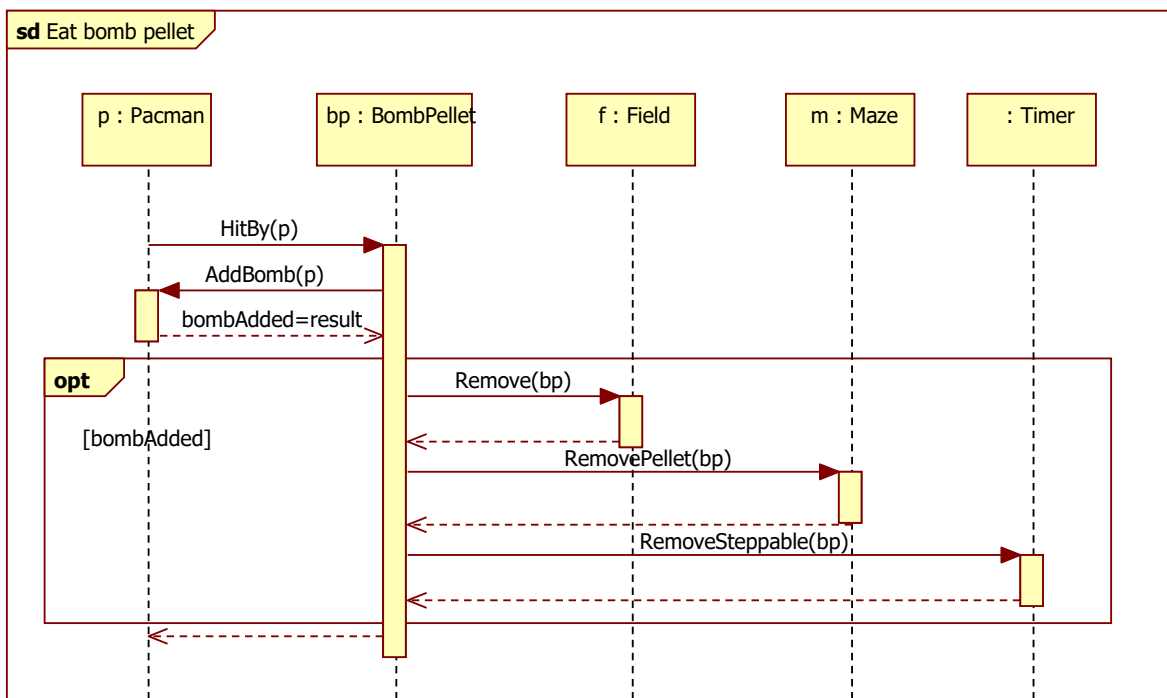 sd Eat bomb pellet
p : Pacman
bp : BombPellet
f : Field
m : Maze
: Timer
HitBy(p)
AddBomb(p)
bombAdded=result
opt
Remove(bp)
[bombAdded]
RemovePellet(bp)
RemoveSteppable(bp)